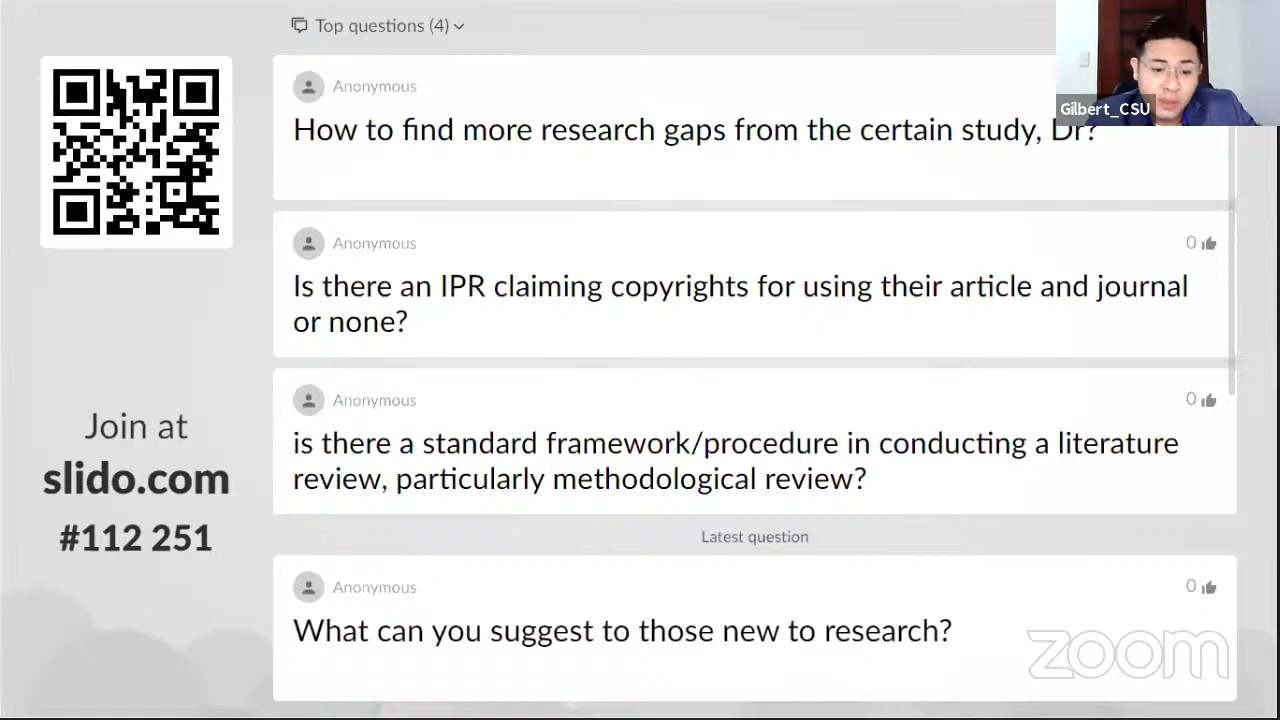 Top questions (4)
Anonymous
How to find more research gaps from the certain study, Dr?
Gilbert_CSU
Anonymous
0
Is there an IPR claiming copyrights for using their article and journal
or none?
Anonymous
0
is there a standard framework/procedure in conducting a literature
review, particularly methodological review?
Join at
slido.com
#112 251
Latest question
Anonymous
0
What can you suggest to those new to research?
zoom